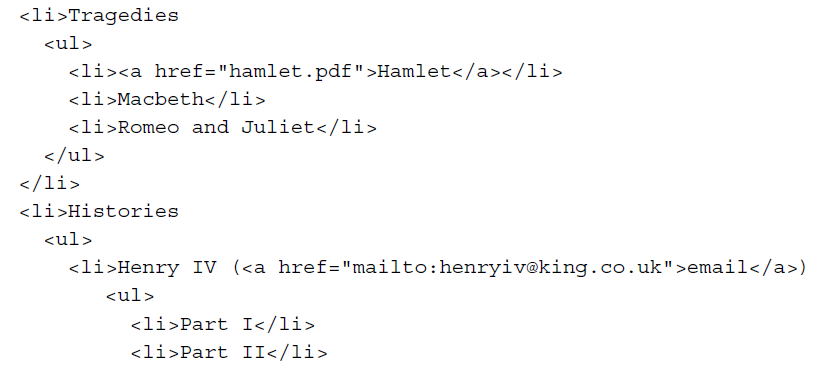 <li>Tragedies
<ul>
<li><a href="hamlet.pdf">Hamlet</a></li>
<li>Macbeth</li>
<li>Romeo and Juliet</li>
</ul>
</li>
<li>Histories
<ul>
<li>Henry IV (<a href="mailto:henryiv@king.co.uk">email</a>)
<ul>
<li>Part I</li>
<li>Part II</li>